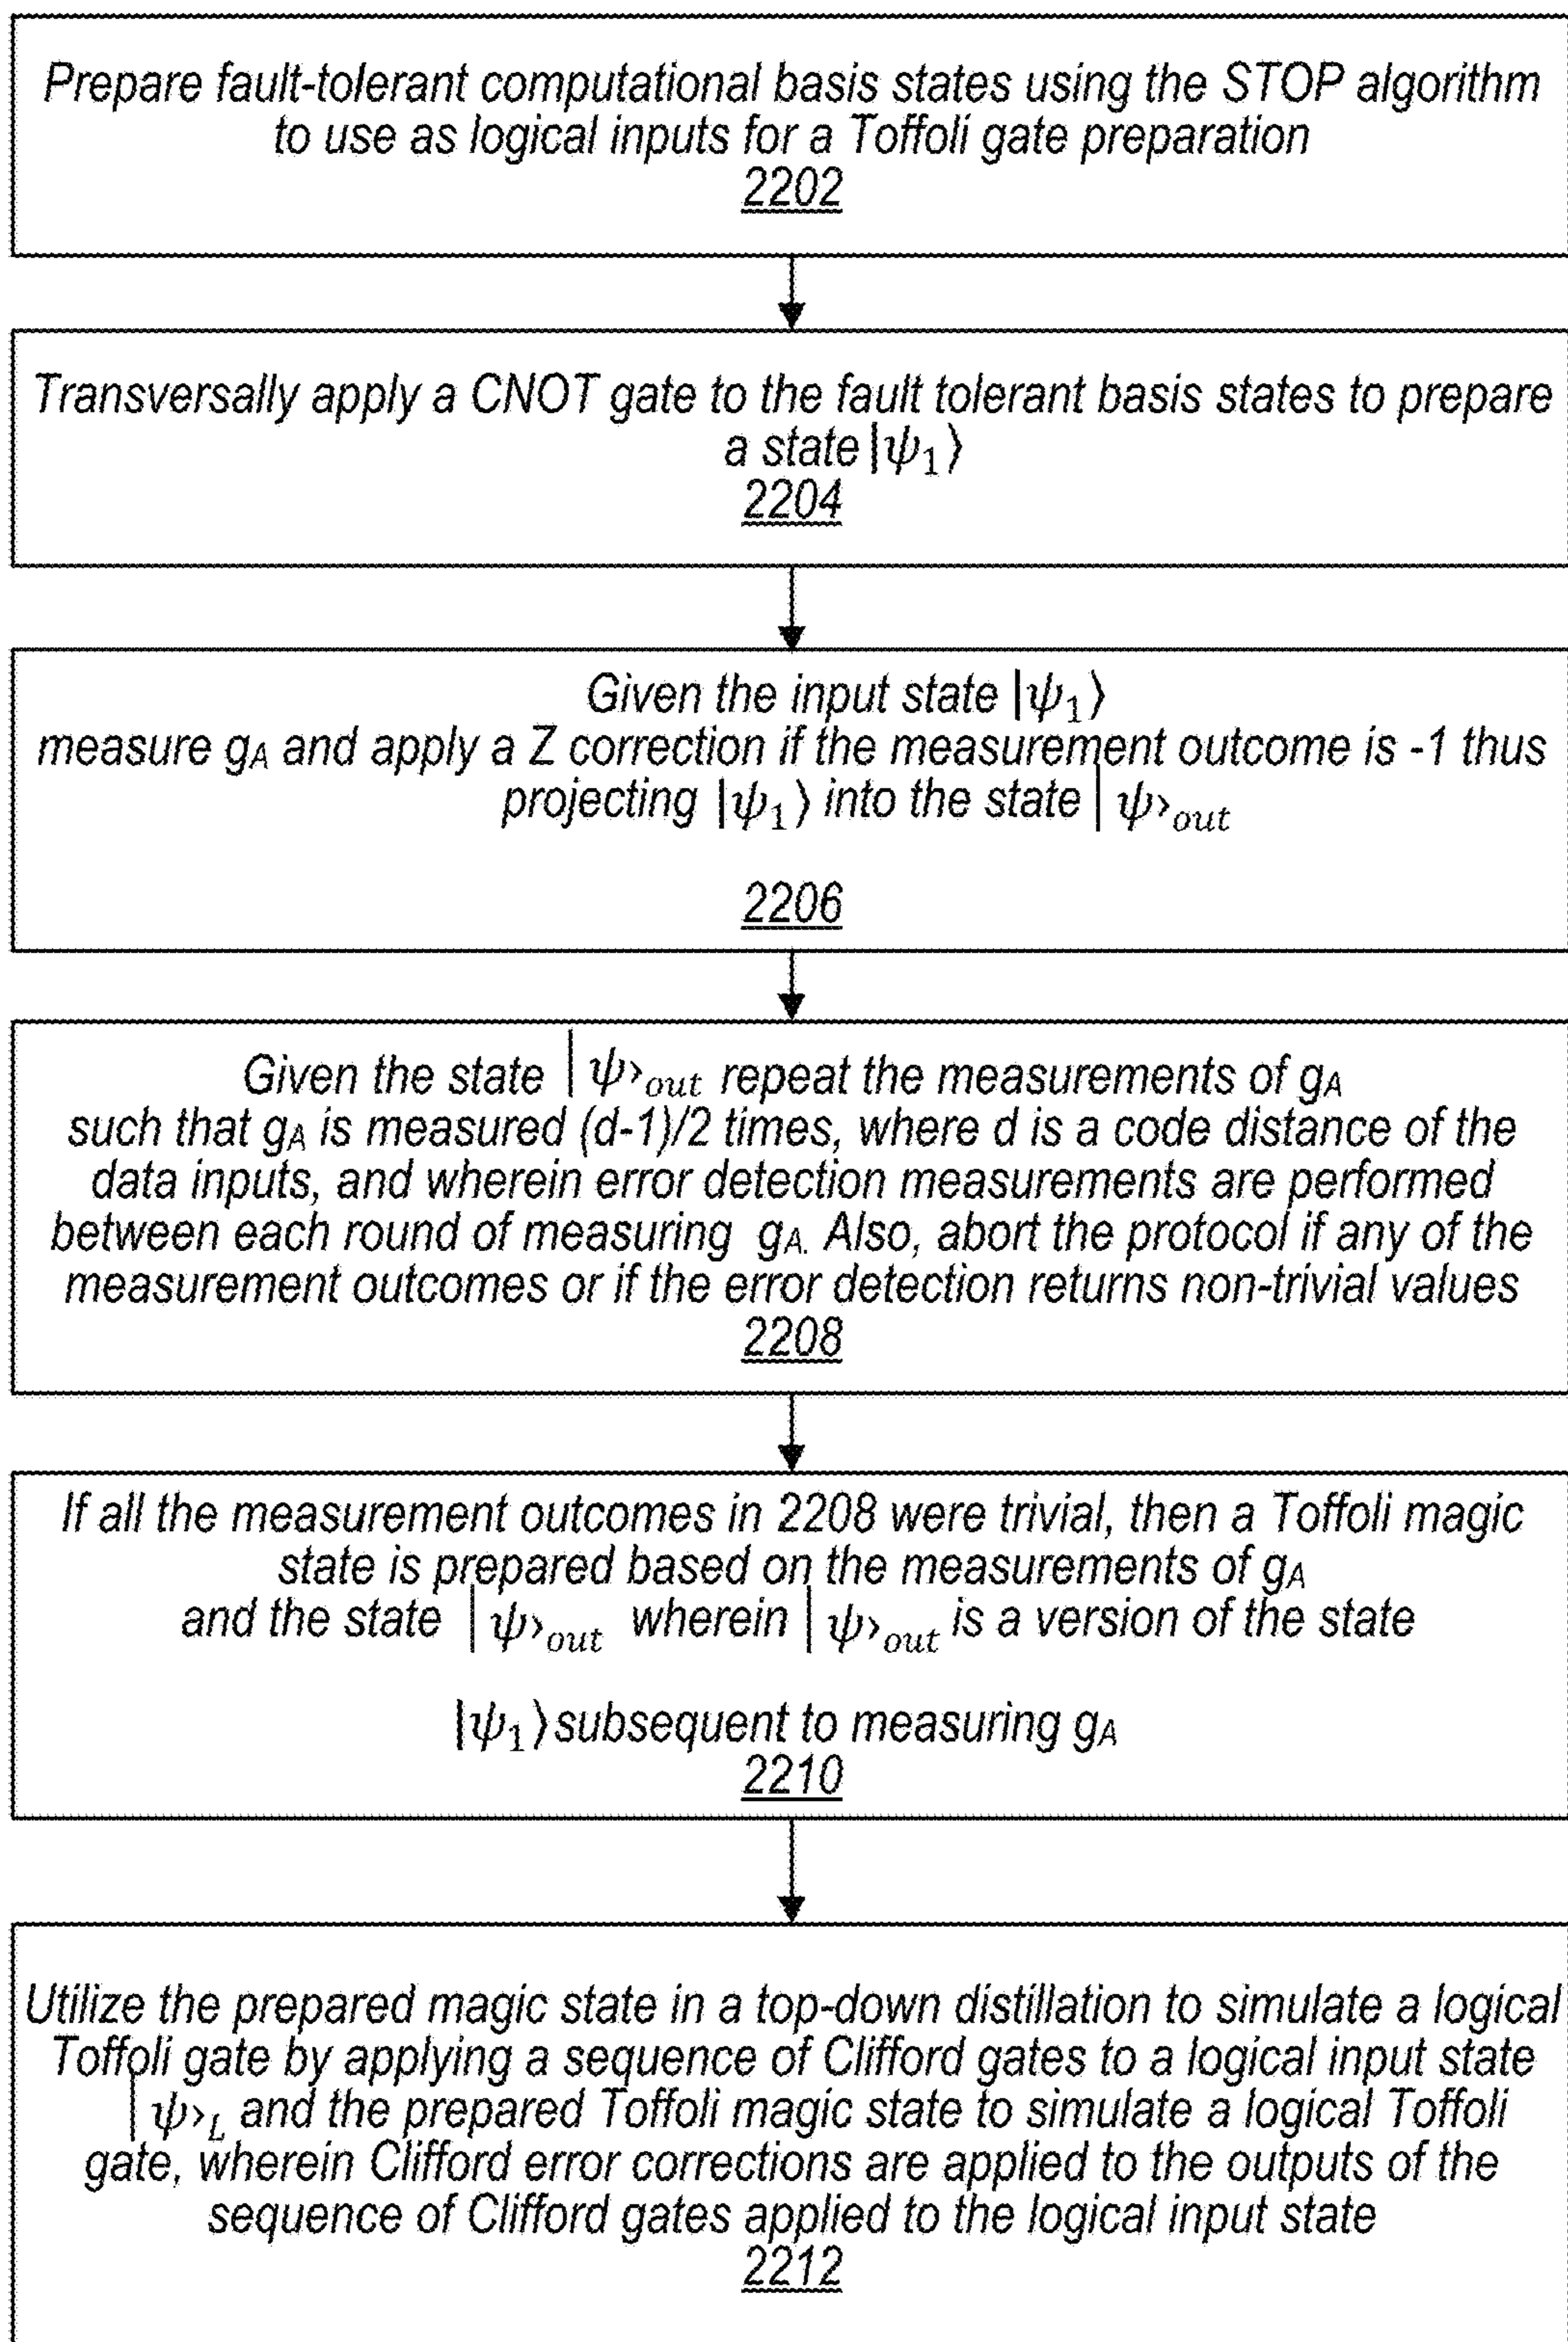 Prepare fault-tolerant computational basis states using the STOP algorithm
to use as logical inputs for a Toffoli gate preparation
2202
Transversally apply a CNOT gate to the fault tolerant basis states to prepare
a state |ψ₁⟩
2204
Given the input state |ψ₁⟩
measure gA and apply a Z correction if the measurement outcome is -1 thus
projecting |ψ₁⟩ into the state |ψ›out
2206
Given the state |ψ›out repeat the measurements of gA
such that gA is measured (d-1)/2 times, where d is a code distance of the
data inputs, and wherein error detection measurements are performed
between each round of measuring gA. Also, abort the protocol if any of the
measurement outcomes or if the error detection returns non-trivial values
2208
If all the measurement outcomes in 2208 were trivial, then a Toffoli magic
state is prepared based on the measurements of gA
and the state |ψ›out wherein |ψ›out is a version of the state
|ψ₁⟩ subsequent to measuring gA
2210
Utilize the prepared magic state in a top-down distillation to simulate a logical
Toffoli gate by applying a sequence of Clifford gates to a logical input state
|ψ›L and the prepared Toffoli magic state to simulate a logical Toffoli
gate, wherein Clifford error corrections are applied to the outputs of the
sequence of Clifford gates applied to the logical input state
2212